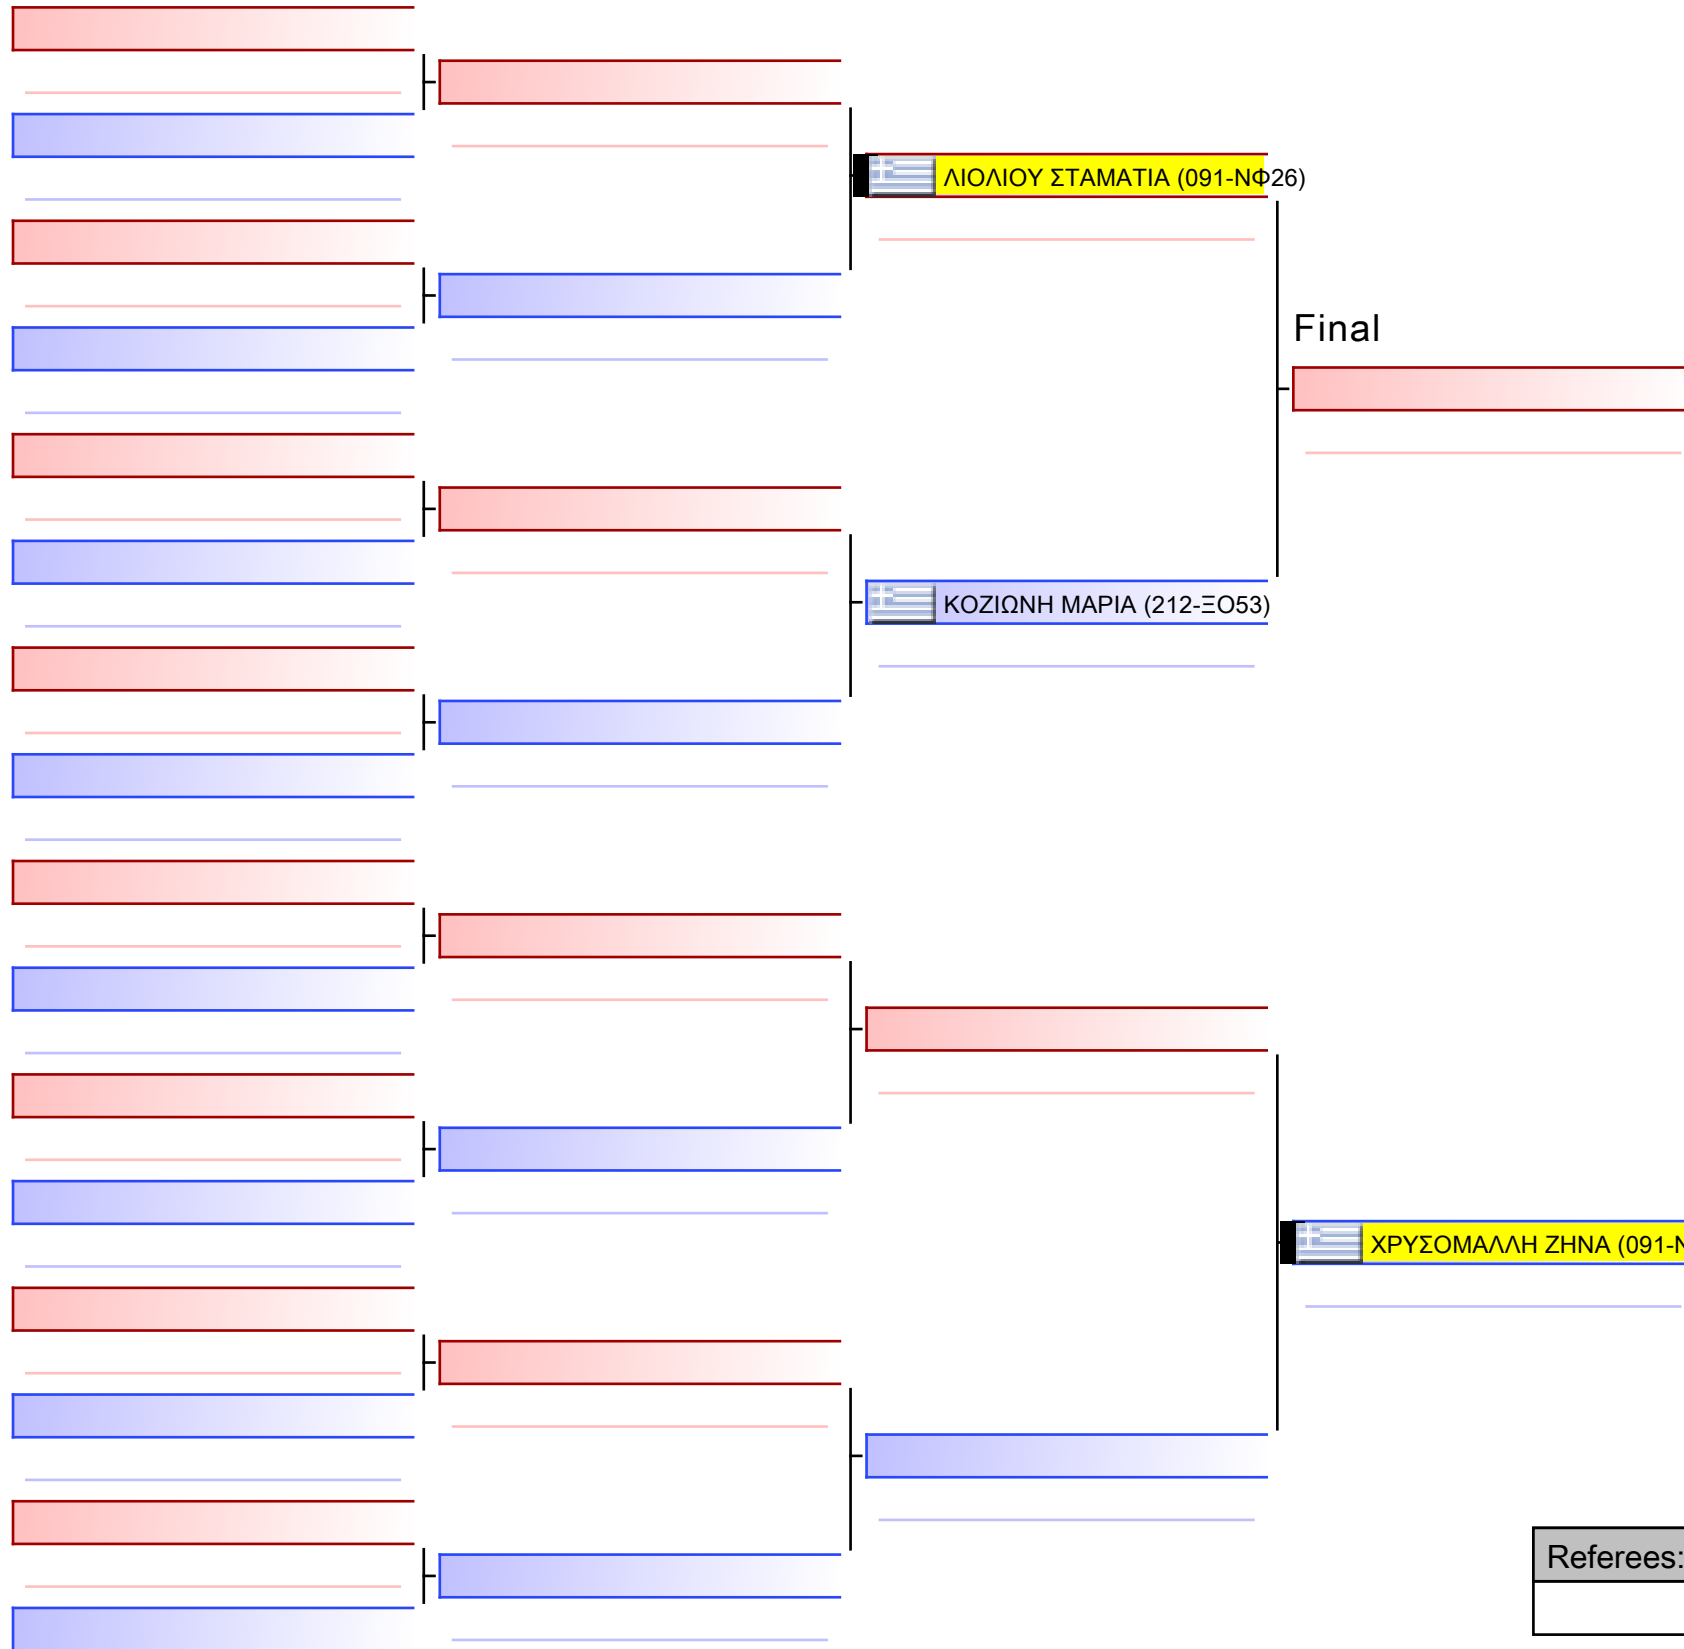 ΛΙΟΛΙΟΥ ΣΤΑΜΑΤΙΑ (091-ΝΦ26)
Final
ΚΟΖΙΩΝΗ ΜΑΡΙΑ (212-ΞΟ53)
ΧΡΥΣΟΜΑΛΛΗ ΖΗΝΑ (091-Ν
Referees: